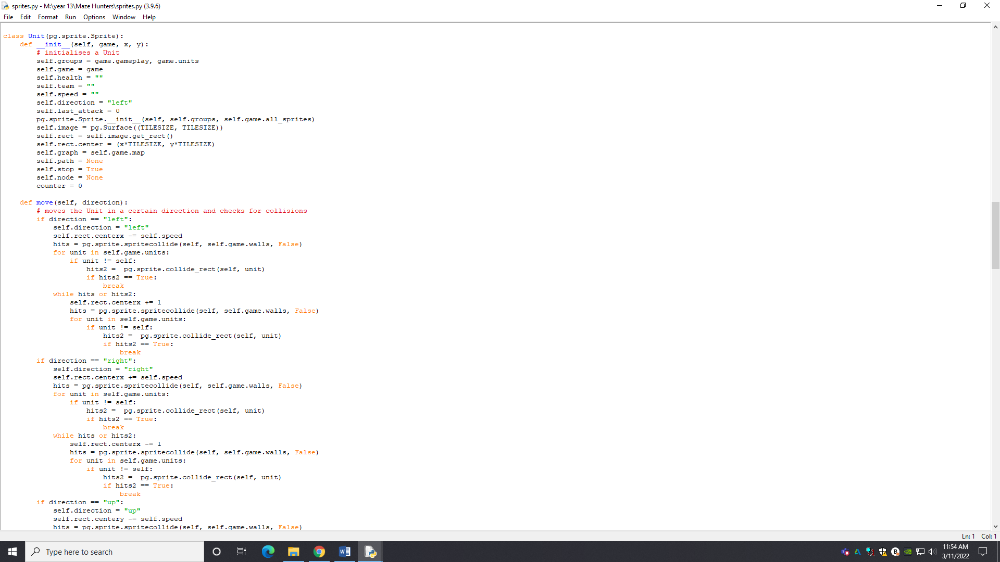 sprites.py - M:\year 13\Maze Hunters\sprites.py (3.9.6)
File Edit Format Run Options Window Help
class Unit(pg.sprite.Sprite):
    def __init__(self, game, x, y):
        # initialises a Unit
        self.groups = game.gameplay, game.units
        self.game = game
        self.health = ""
        self.team = ""
        self.speed = ""
        self.direction = "left"
        self.last_attack = 0
        pg.sprite.Sprite.__init__(self, self.groups, self.game.all_sprites)
        self.image = pg.Surface((TILESIZE, TILESIZE))
        self.rect = self.image.get_rect()
        self.rect.center = (x*TILESIZE, y*TILESIZE)
        self.graph = self.game.map
        self.path = None
        self.stop = True
        self.node = None
        counter = 0
    def move(self, direction):
        # moves the Unit in a certain direction and checks for collisions
        if direction == "left":
            self.direction = "left"
            self.rect.centerx -= self.speed
            hits = pg.sprite.spritecollide(self, self.game.walls, False)
            for unit in self.game.units:
                if unit != self:
                    hits2 =  pg.sprite.collide_rect(self, unit)
                    if hits2 == True:
                        break
            while hits or hits2:
                self.rect.centerx += 1
                hits = pg.sprite.spritecollide(self, self.game.walls, False)
                for unit in self.game.units:
                    if unit != self:
                        hits2 =  pg.sprite.collide_rect(self, unit)
                        if hits2 == True:
                            break
        if direction == "right":
            self.direction = "right"
            self.rect.centerx += self.speed
            hits = pg.sprite.spritecollide(self, self.game.walls, False)
            for unit in self.game.units:
                if unit != self:
                    hits2 =  pg.sprite.collide_rect(self, unit)
                    if hits2 == True:
                        break
            while hits or hits2:
                self.rect.centerx -= 1
                hits = pg.sprite.spritecollide(self, self.game.walls, False)
                for unit in self.game.units:
                    if unit != self:
                        hits2 =  pg.sprite.collide_rect(self, unit)
                        if hits2 == True:
                            break
        if direction == "up":
            self.direction = "up"
            self.rect.centery -= self.speed
            hits = pg.sprite.spritecollide(self, self.game.walls, False)
Ln: 1 Col: 1
Type here to search
11:54 AM
3/11/2022